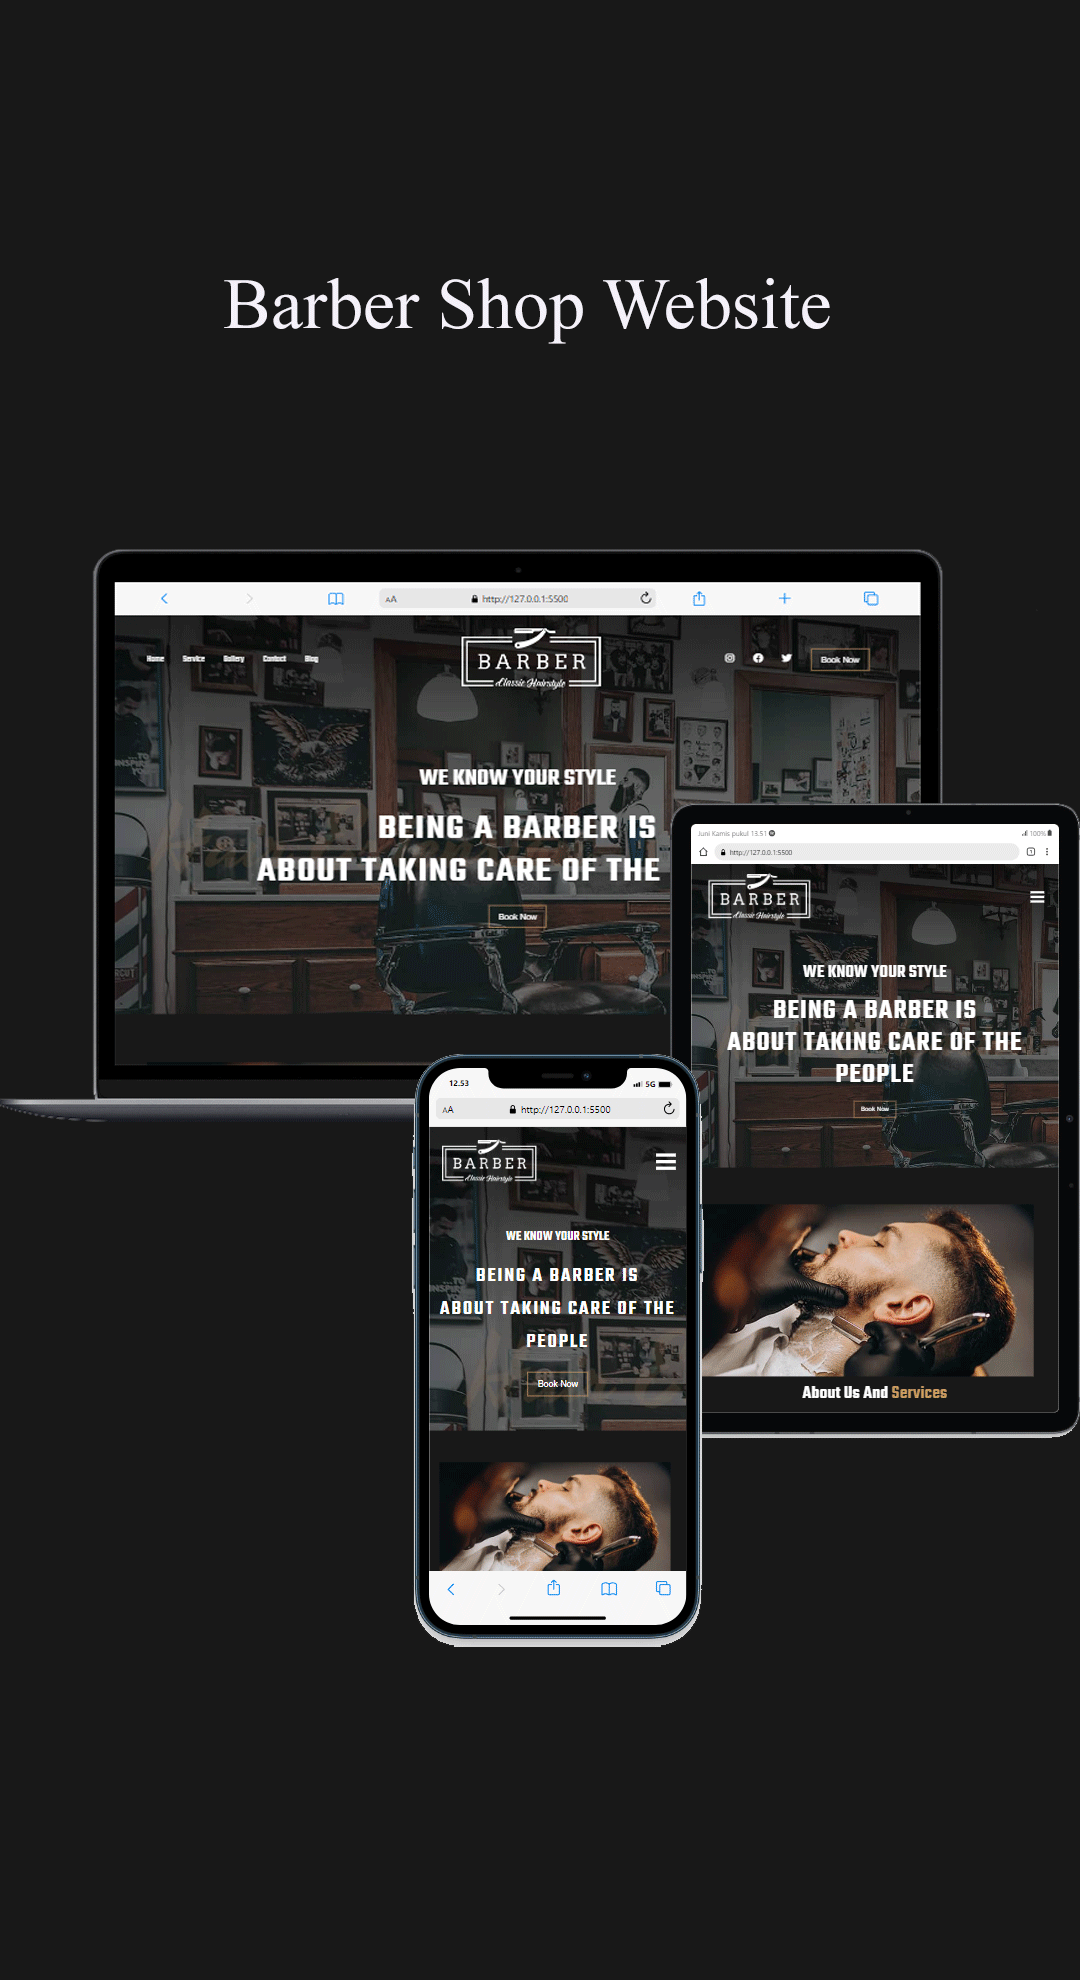 Barber Shop Website
AA http://127.0.0.1:5500
Home Service Gallery Contact Blog
BARBER
Classic Hairstyle
Book Now
WE KNOW YOUR STYLE
BEING A BARBER IS
ABOUT TAKING CARE OF THE
Book Now
Juni Kamis pukul 13.51
100%
http://127.0.0.1:5500
1
BARBER
Classic Hairstyle
WE KNOW YOUR STYLE
BEING A BARBER IS
ABOUT TAKING CARE OF THE
PEOPLE
Book Now
About Us And Services
12.53
5G
AA http://127.0.0.1:5500
BARBER
Classic Hairstyle
WE KNOW YOUR STYLE
BEING A BARBER IS
ABOUT TAKING CARE OF THE
PEOPLE
Book Now